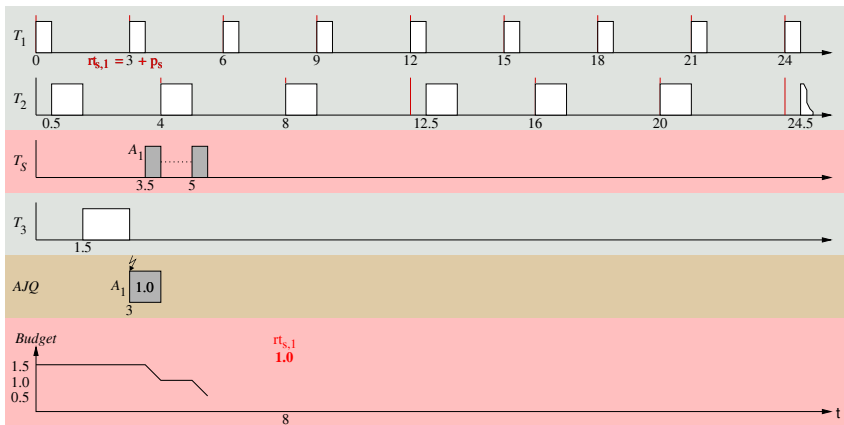 T1
0 3 6 9 12 15 18 21 24
rts,1 = 3 + ps
T2
0.5 4 8 12.5 16 20 24.5
TS
A1
3.5 5
T3
1.5
AJQ
A1 1.0
3
Budget
rts,1
1.0
1.5
1.0
0.5
t
8